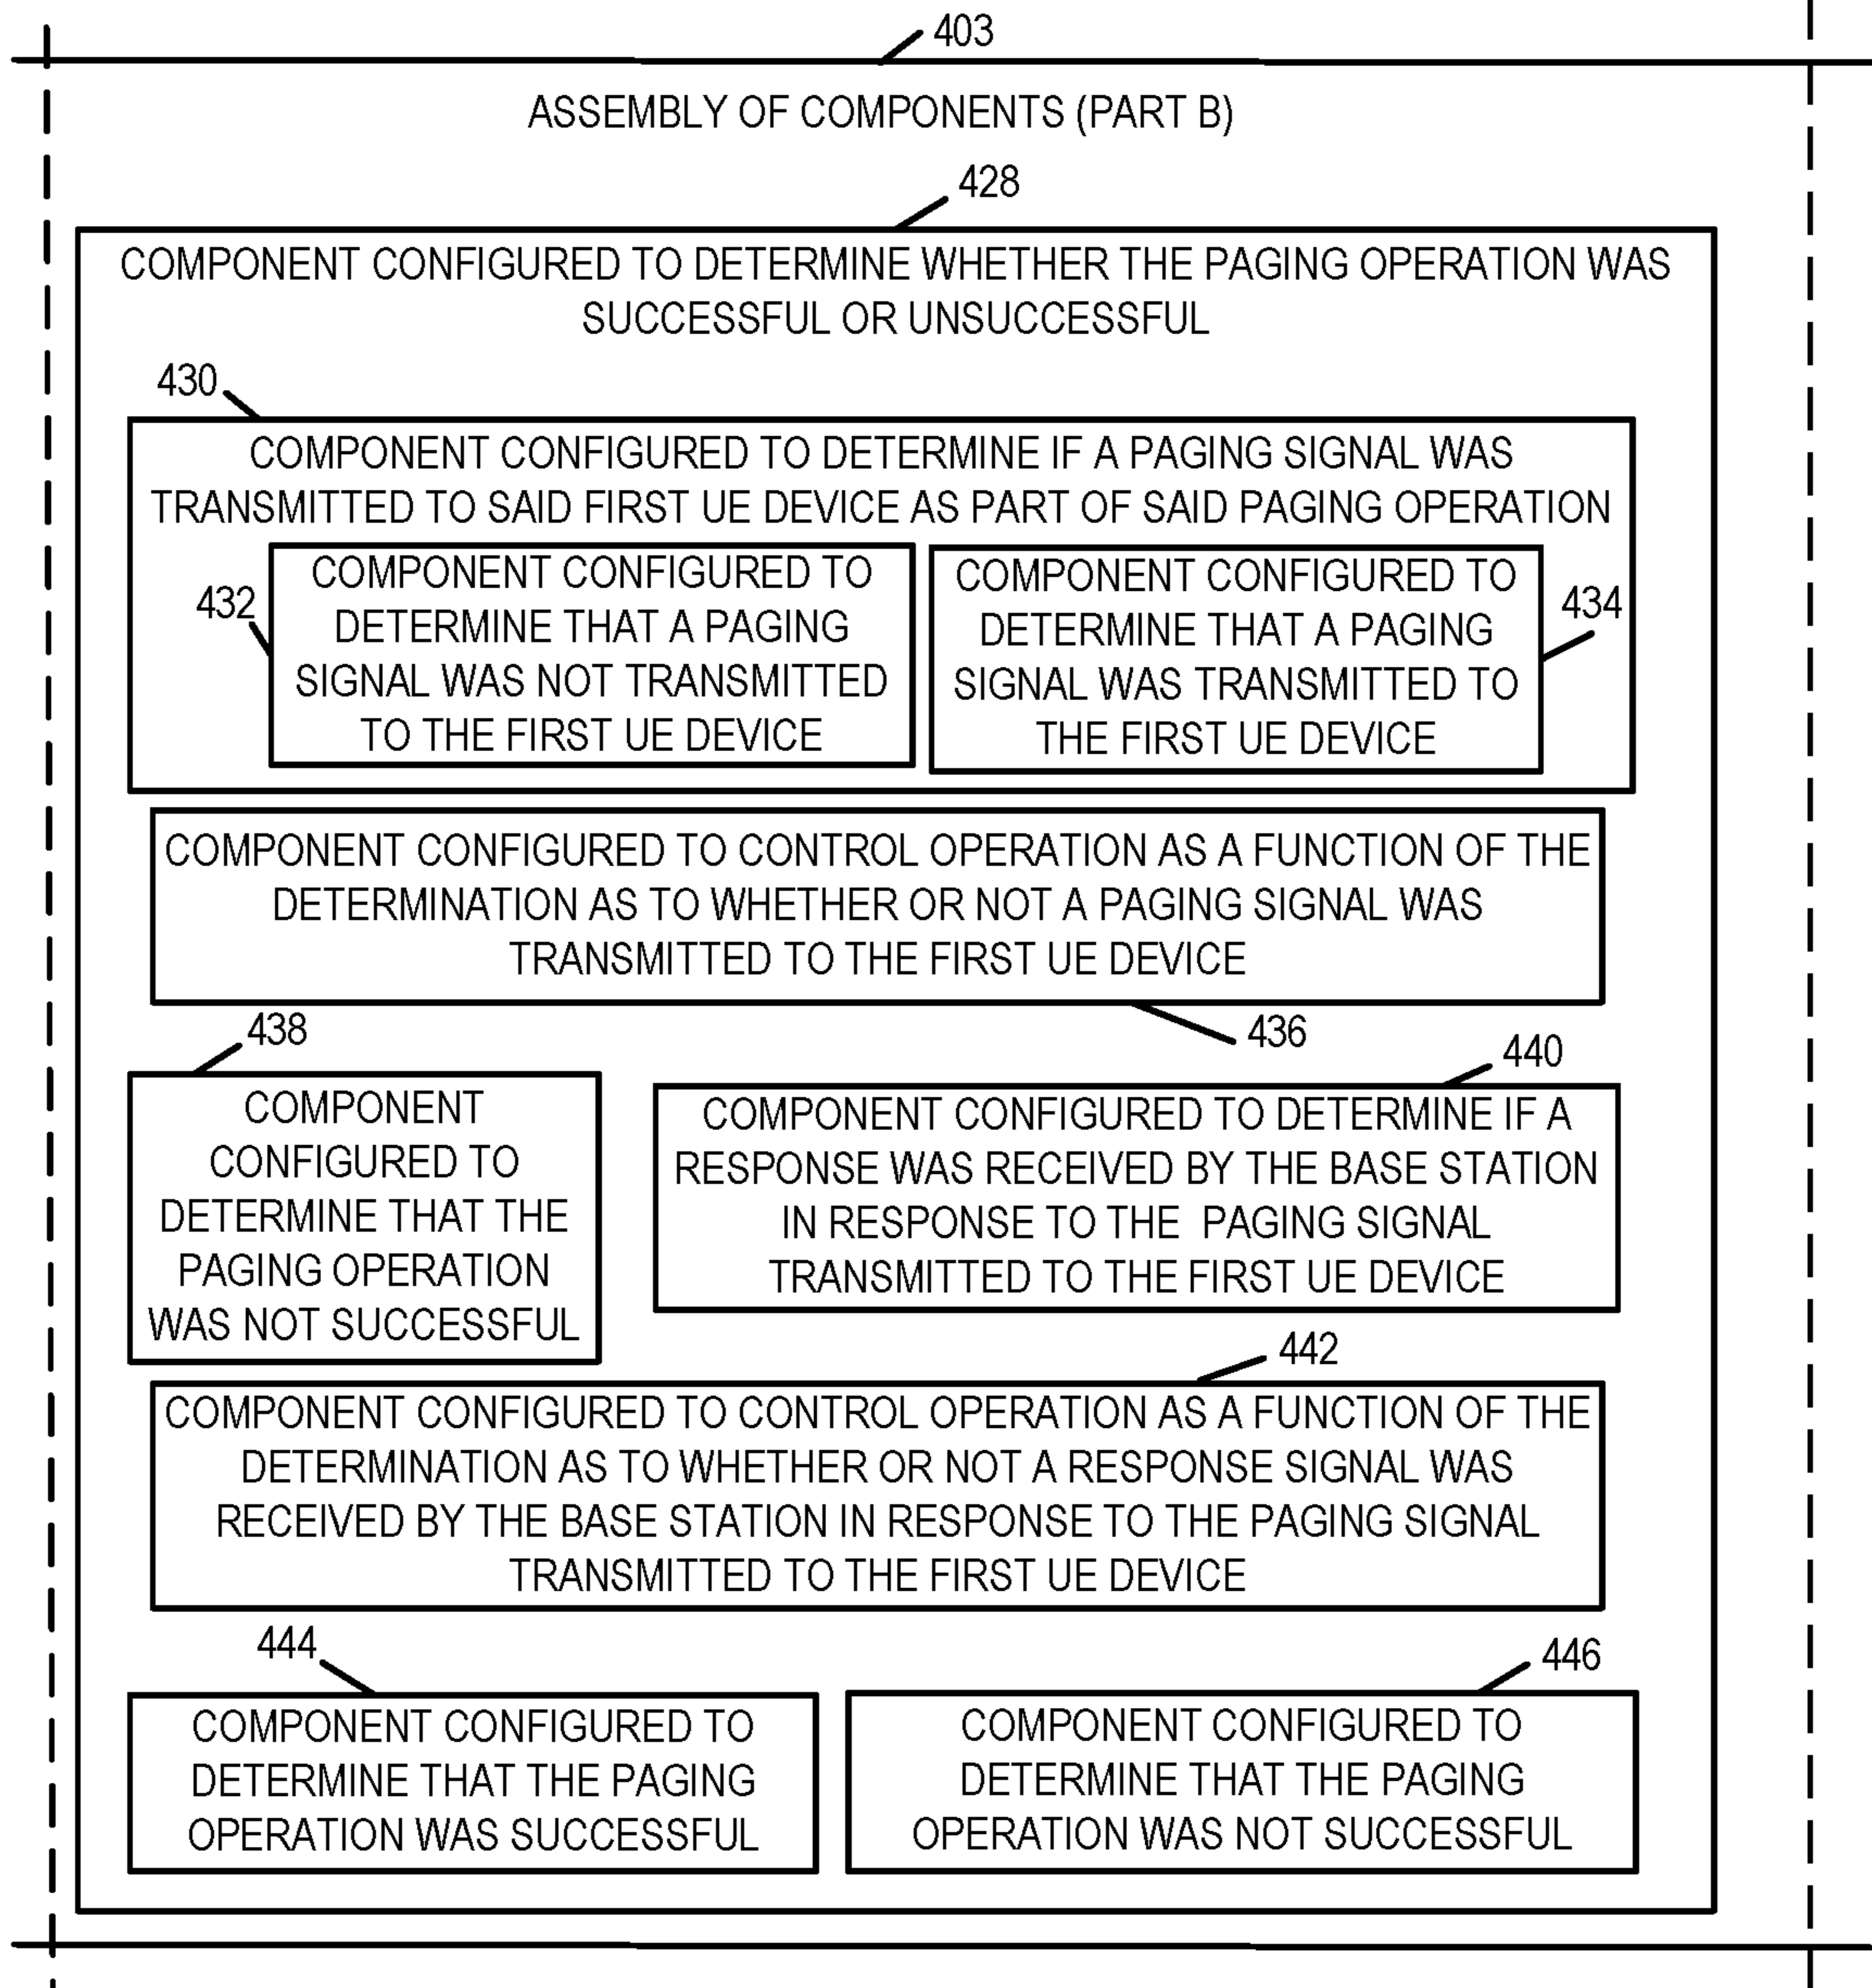 403
ASSEMBLY OF COMPONENTS (PART B)
428
COMPONENT CONFIGURED TO DETERMINE WHETHER THE PAGING OPERATION WAS
SUCCESSFUL OR UNSUCCESSFUL
430
COMPONENT CONFIGURED TO DETERMINE IF A PAGING SIGNAL WAS
TRANSMITTED TO SAID FIRST UE DEVICE AS PART OF SAID PAGING OPERATION
432
COMPONENT CONFIGURED TO
DETERMINE THAT A PAGING
SIGNAL WAS NOT TRANSMITTED
TO THE FIRST UE DEVICE
COMPONENT CONFIGURED TO
DETERMINE THAT A PAGING
SIGNAL WAS TRANSMITTED TO
THE FIRST UE DEVICE
434
COMPONENT CONFIGURED TO CONTROL OPERATION AS A FUNCTION OF THE
DETERMINATION AS TO WHETHER OR NOT A PAGING SIGNAL WAS
TRANSMITTED TO THE FIRST UE DEVICE
436
438
COMPONENT
CONFIGURED TO
DETERMINE THAT THE
PAGING OPERATION
WAS NOT SUCCESSFUL
440
COMPONENT CONFIGURED TO DETERMINE IF A
RESPONSE WAS RECEIVED BY THE BASE STATION
IN RESPONSE TO THE PAGING SIGNAL
TRANSMITTED TO THE FIRST UE DEVICE
442
COMPONENT CONFIGURED TO CONTROL OPERATION AS A FUNCTION OF THE
DETERMINATION AS TO WHETHER OR NOT A RESPONSE SIGNAL WAS
RECEIVED BY THE BASE STATION IN RESPONSE TO THE PAGING SIGNAL
TRANSMITTED TO THE FIRST UE DEVICE
444
COMPONENT CONFIGURED TO
DETERMINE THAT THE PAGING
OPERATION WAS SUCCESSFUL
446
COMPONENT CONFIGURED TO
DETERMINE THAT THE PAGING
OPERATION WAS NOT SUCCESSFUL